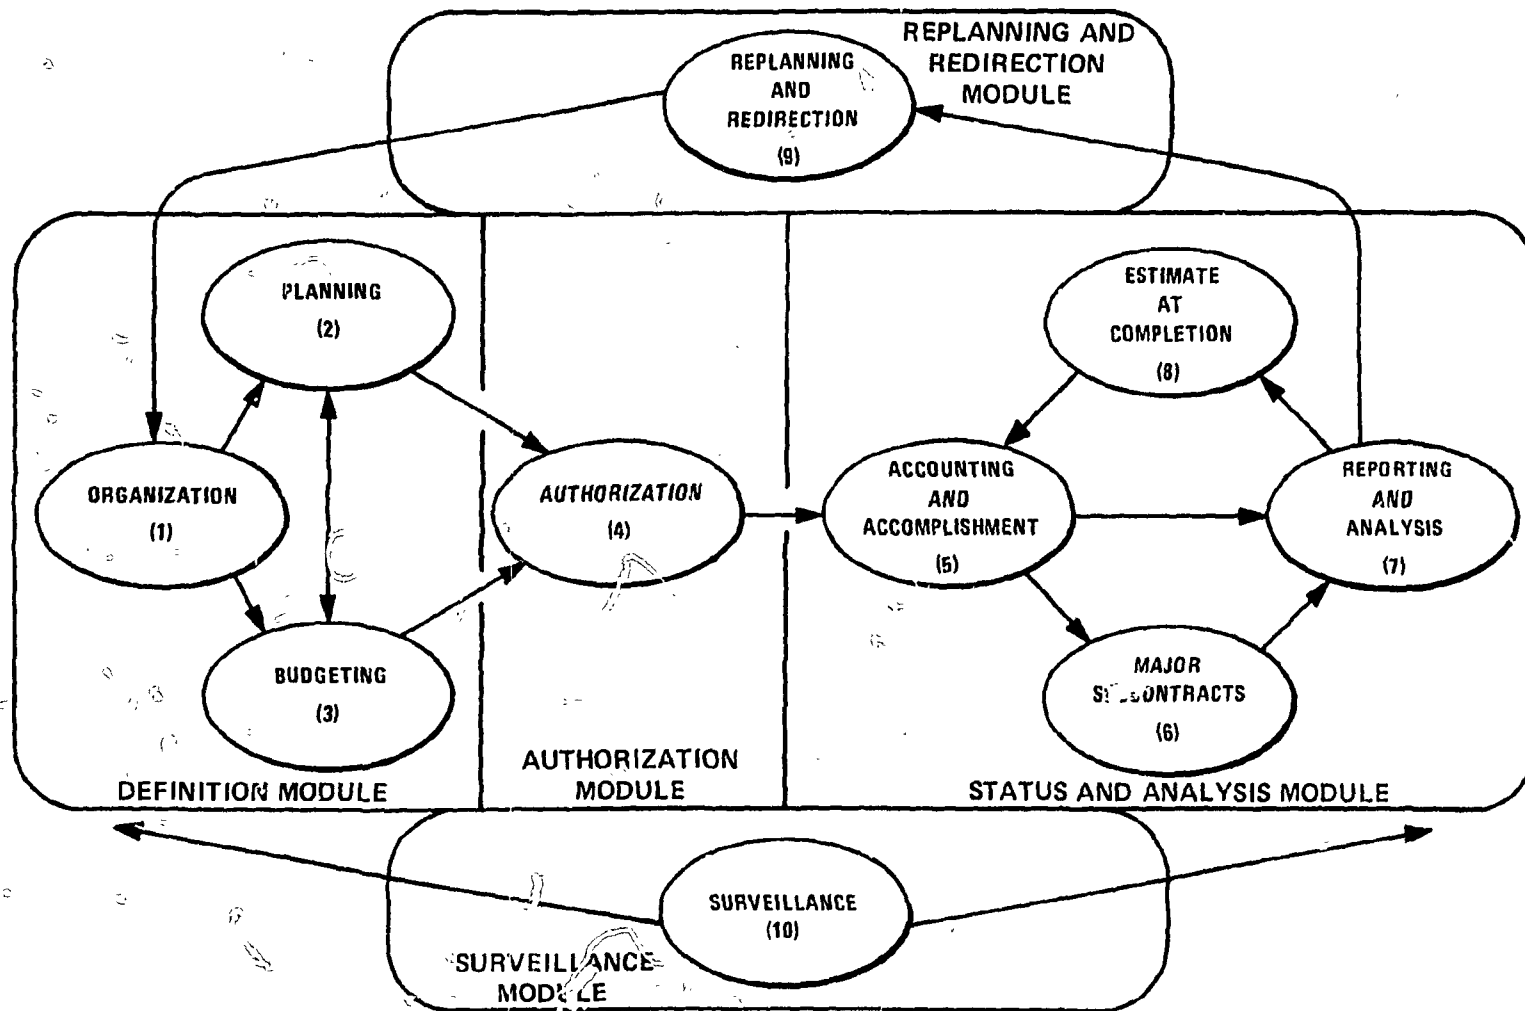 REPLANNING AND
REDIRECTION
MODULE
REPLANNING
AND
REDIRECTION
(9)
PLANNING
(2)
ORGANIZATION
(1)
BUDGETING
(3)
DEFINITION MODULE
AUTHORIZATION
(4)
AUTHORIZATION
MODULE
ESTIMATE
AT
COMPLETION
(8)
ACCOUNTING
AND
ACCOMPLISHMENT
(5)
REPORTING
AND
ANALYSIS
(7)
MAJOR
(6)
STATUS AND ANALYSIS MODULE
SURVEILLANCE
(10)
SURVEILLANCE
MODULE